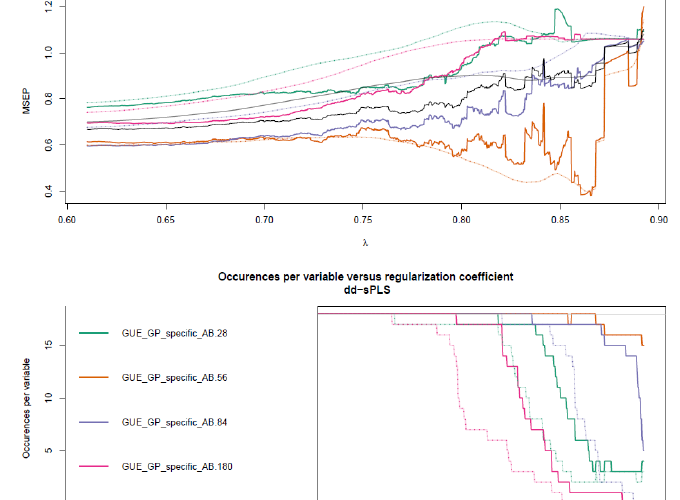 1.2
1.0
0.8
0.6
0.4
MSEP
0.60 0.65 0.70 0.75 0.80 0.85 0.90
λ
Occurences per variable versus regularization coefficient
dd−sPLS
Occurences per variable
15
10
5
GUE_GP_specific_AB.28
GUE_GP_specific_AB.56
GUE_GP_specific_AB.84
GUE_GP_specific_AB.180